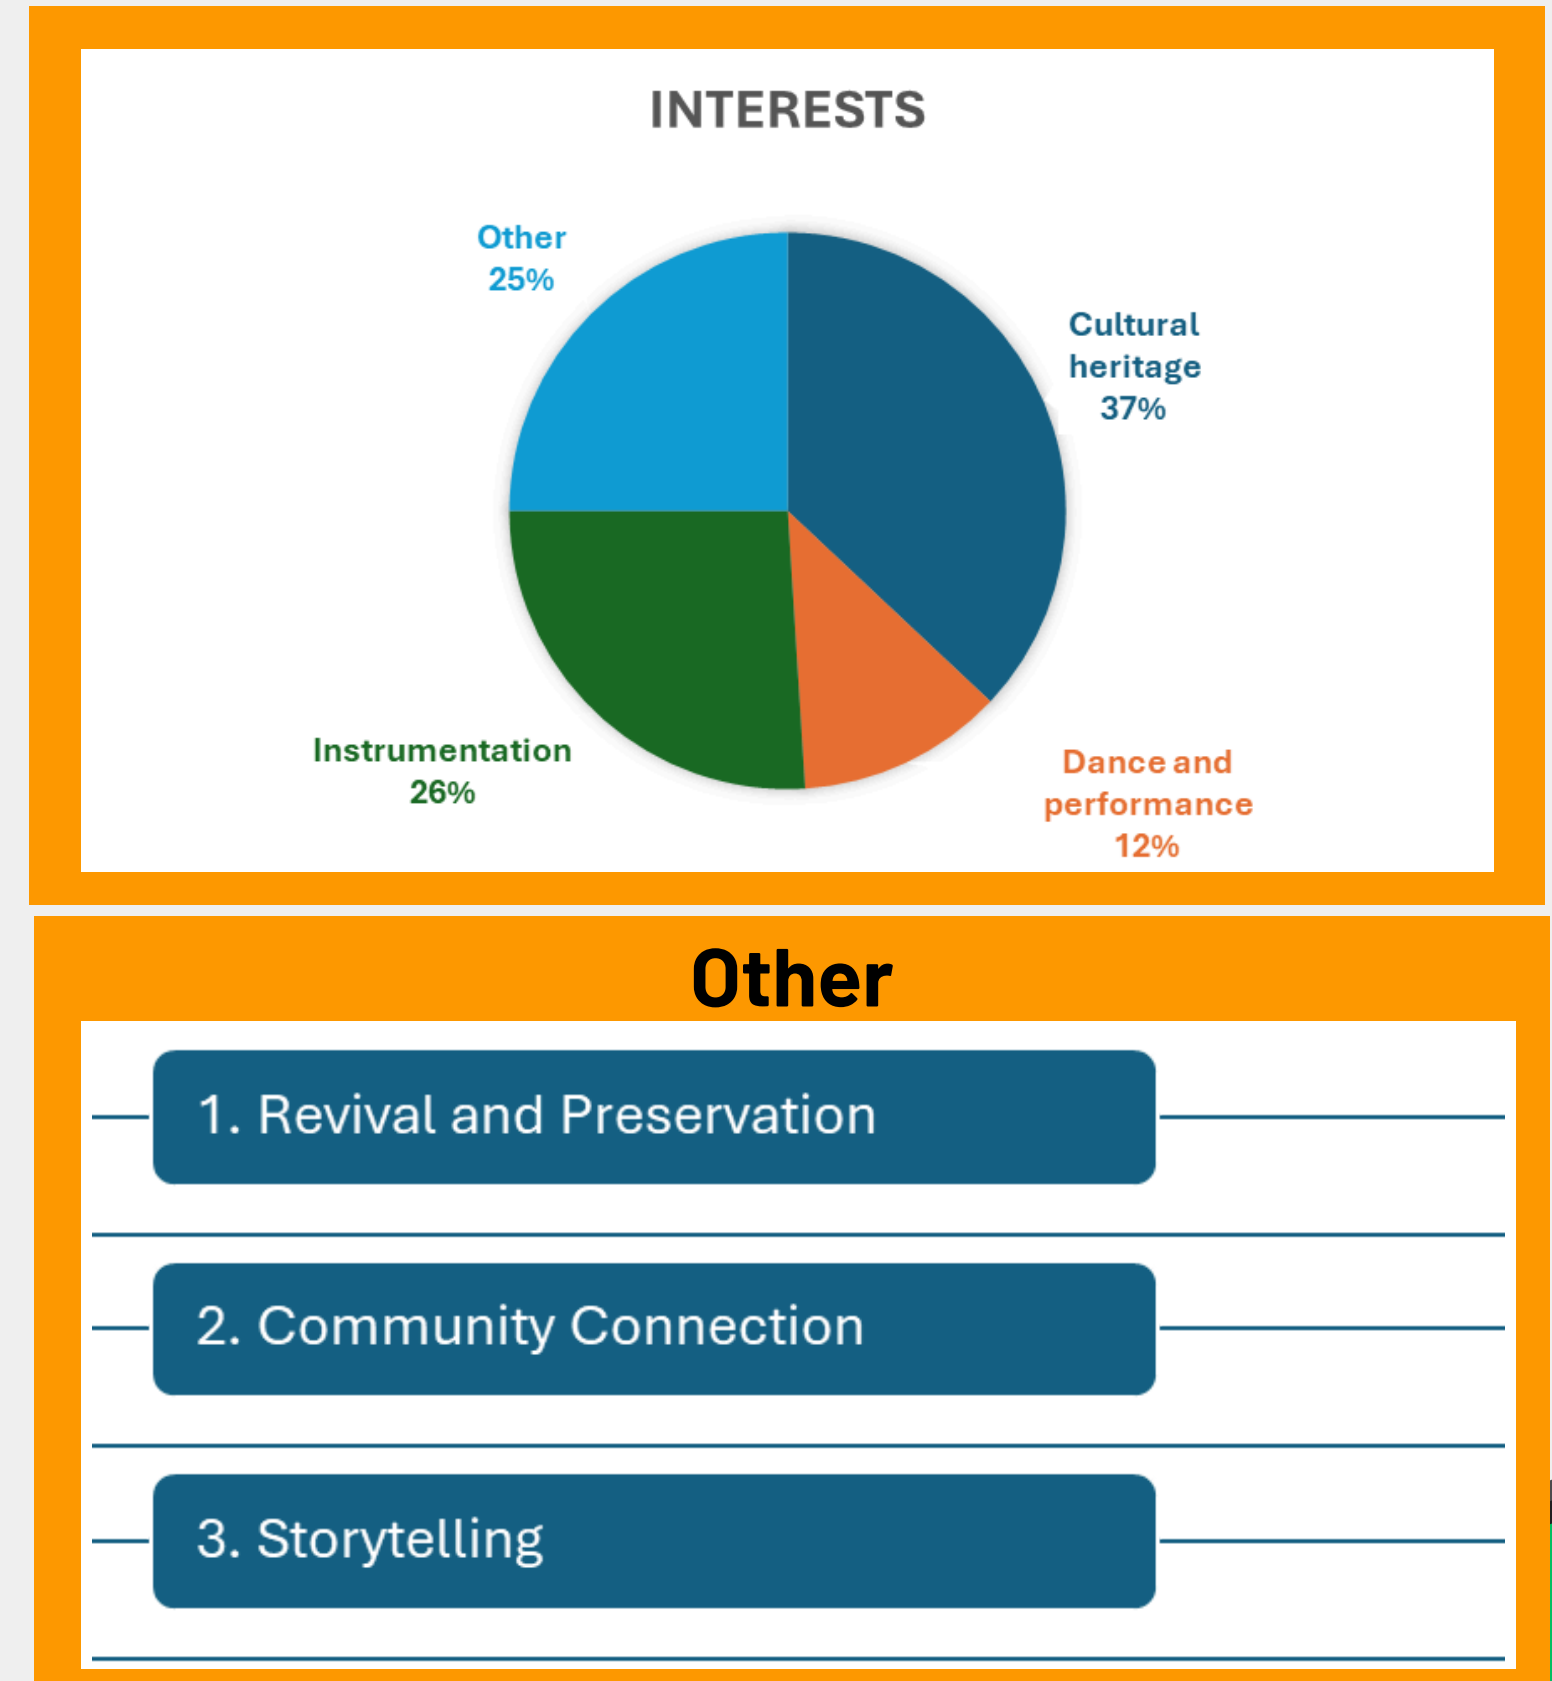 INTERESTS
Other
25%
Cultural
heritage
37%
Instrumentation
26%
Dance and
performance
12%
Other
1. Revival and Preservation
2. Community Connection
3. Storytelling